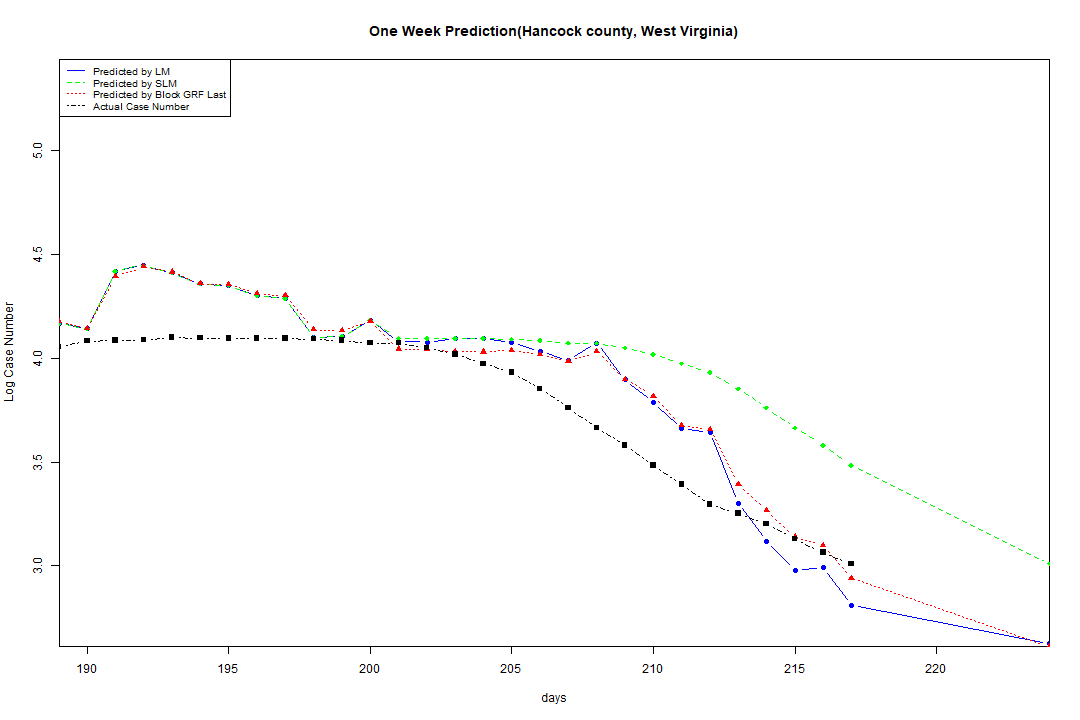 One Week Prediction(Hancock county, West Virginia)
Predicted by LM
Predicted by SLM
Predicted by Block GRF Last
Actual Case Number
5.0
4.5
4.0
3.5
3.0
Log Case Number
190 195 200 205 210 215 220
days